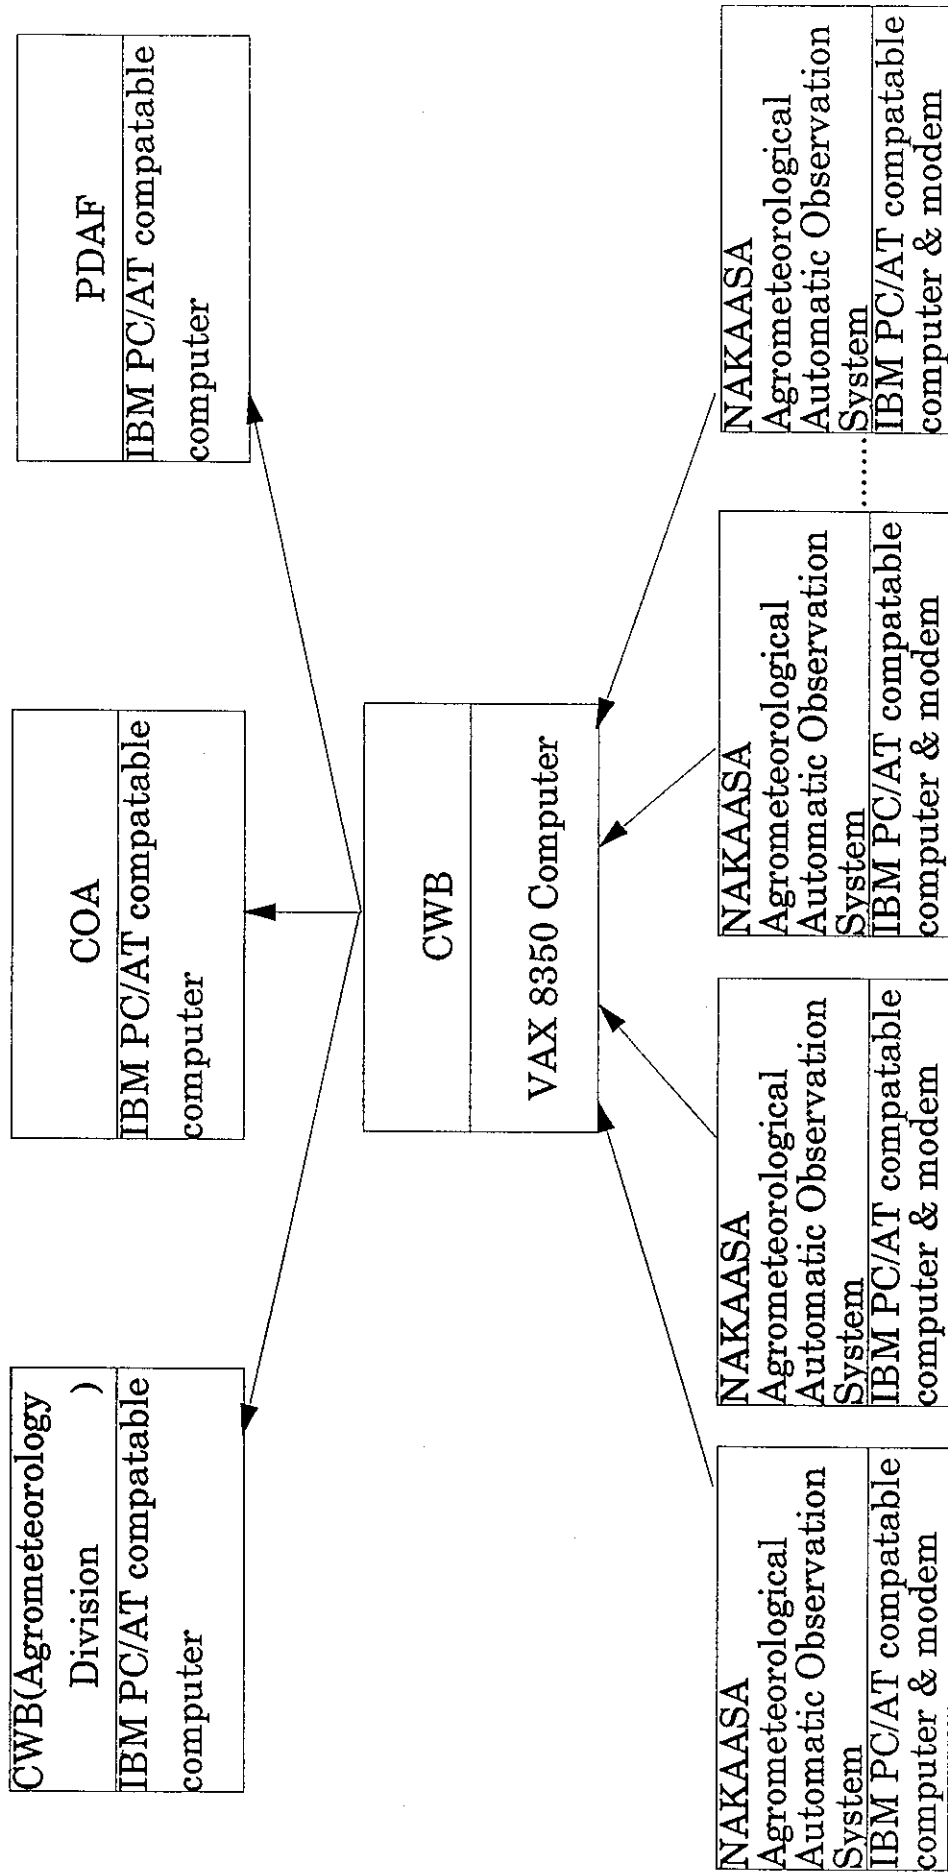 CWB(Agrometeorology
Division )
IBM PC/AT compatable
computer
COA
IBM PC/AT compatable
computer
PDAF
IBM PC/AT compatable
computer
CWB
VAX 8350 Computer
NAKAASA
Agrometeorological
Automatic Observation
System
IBM PC/AT compatable
computer & modem
NAKAASA
Agrometeorological
Automatic Observation
System
IBM PC/AT compatable
computer & modem
NAKAASA
Agrometeorological
Automatic Observation
System
IBM PC/AT compatable
computer & modem
.......
NAKAASA
Agrometeorological
Automatic Observation
System
IBM PC/AT compatable
computer & modem